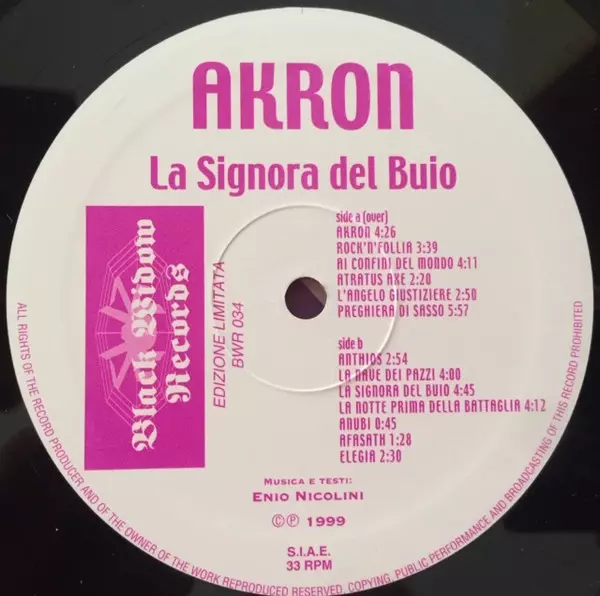 AKRON
La Signora del Buio
side a (over)
AKRON 4:26
ROCK'N'FOLLIA 3:39
AI CONFINI DEL MONDO 4:11
ATRATUS AXE 2:20
L'ANGELO GIUSTIZIERE 2:50
PREGHIERA DI SASSO 5:57
side b
ANTHIOS 2:54
LA NAVE DEI PAZZI 4:00
LA SIGNORA DEL BUIO 4:45
LA NOTTE PRIMA DELLA BATTAGLIA 4:12
ANUBI 0:45
AFASATH 1:28
ELEGIA 2:30
Black Widow
Records
EDIZIONE LIMITATA
BWR 034
MUSICA E TESTI:
ENIO NICOLINI
©℗ 1999
S.I.A.E.
33 RPM
ALL RIGHTS OF THE RECORD PRODUCER AND OF THE OWNER OF THE WORK REPRODUCED RESERVED. COPYING, PUBLIC PERFORMANCE AND BROADCASTING OF THIS RECORD PROHIBITED